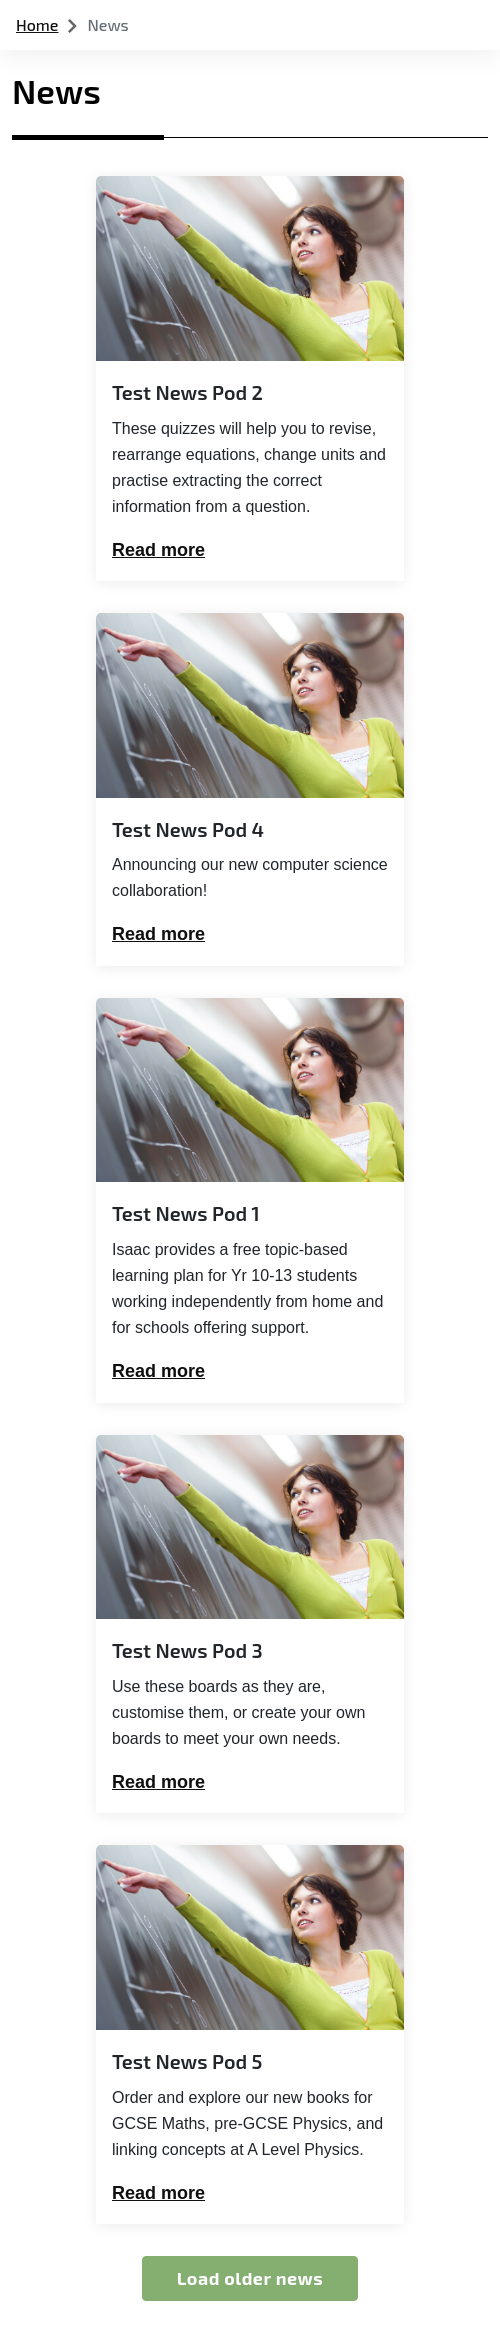 Home News
News
Test News Pod 2
These quizzes will help you to revise,
rearrange equations, change units and
practise extracting the correct
information from a question.
Read more
Test News Pod 4
Announcing our new computer science
collaboration!
Read more
Test News Pod 1
Isaac provides a free topic-based
learning plan for Yr 10-13 students
working independently from home and
for schools offering support.
Read more
Test News Pod 3
Use these boards as they are,
customise them, or create your own
boards to meet your own needs.
Read more
Test News Pod 5
Order and explore our new books for
GCSE Maths, pre-GCSE Physics, and
linking concepts at A Level Physics.
Read more
Load older news